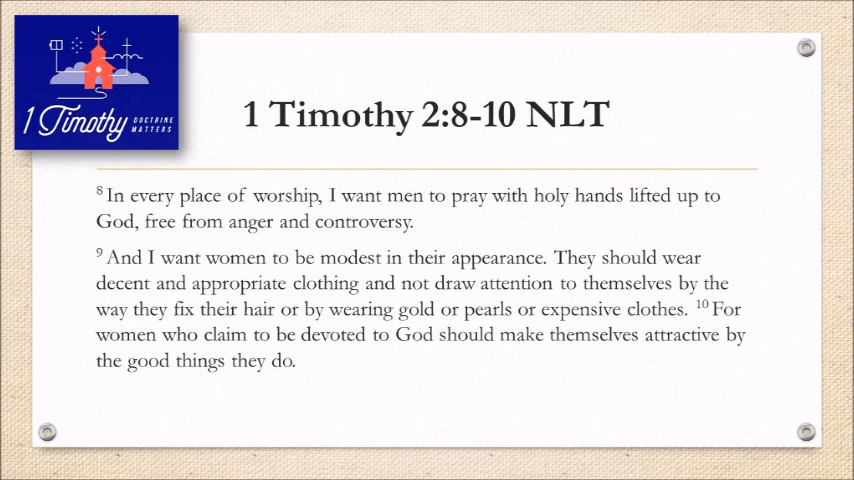 1 Timothy
DOCTRINE
MATTERS
1 Timothy 2:8-10 NLT
8 In every place of worship, I want men to pray with holy hands lifted up to
God, free from anger and controversy.
9 And I want women to be modest in their appearance. They should wear
decent and appropriate clothing and not draw attention to themselves by the
way they fix their hair or by wearing gold or pearls or expensive clothes. 10 For
women who claim to be devoted to God should make themselves attractive by
the good things they do.